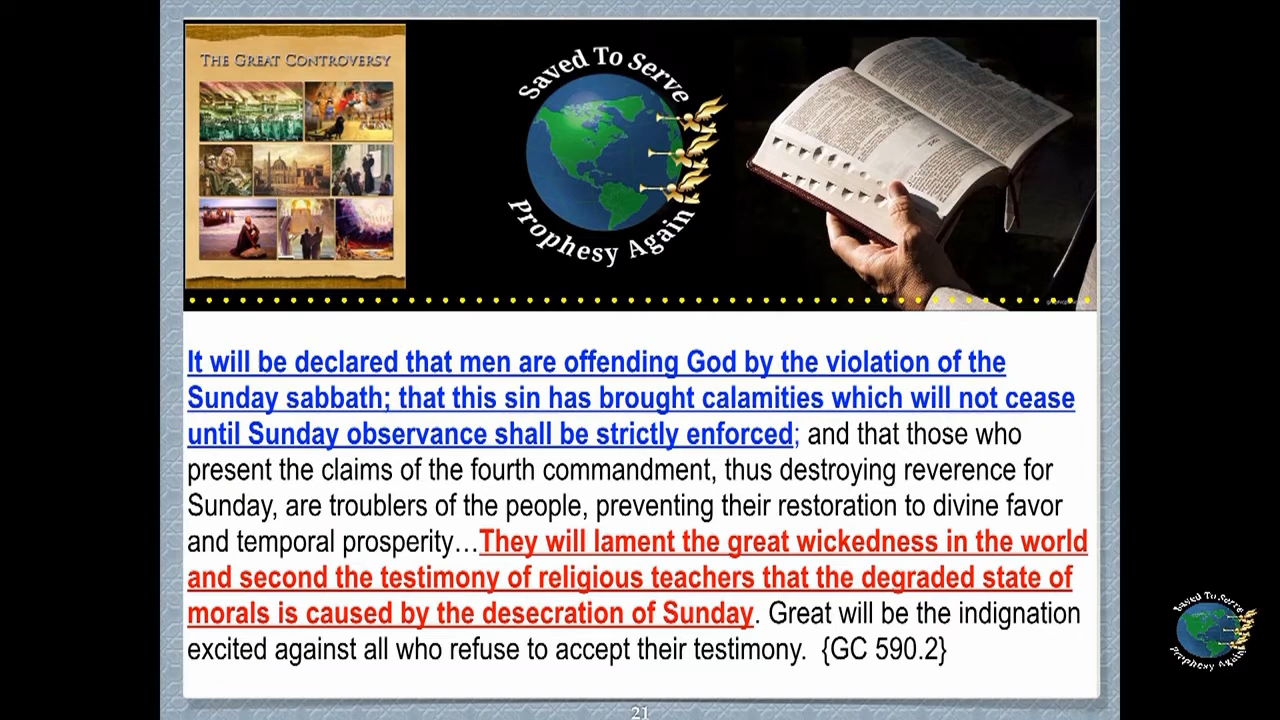 THE GREAT CONTROVERSY
Saved To Serve
Prophesy Again
It will be declared that men are offending God by the violation of the
Sunday sabbath; that this sin has brought calamities which will not cease
until Sunday observance shall be strictly enforced; and that those who
present the claims of the fourth commandment, thus destroying reverence for
Sunday, are troublers of the people, preventing their restoration to divine favor
and temporal prosperity…They will lament the great wickedness in the world
and second the testimony of religious teachers that the degraded state of
morals is caused by the desecration of Sunday. Great will be the indignation
excited against all who refuse to accept their testimony. {GC 590.2}
Saved To Serve
Prophesy Again
21